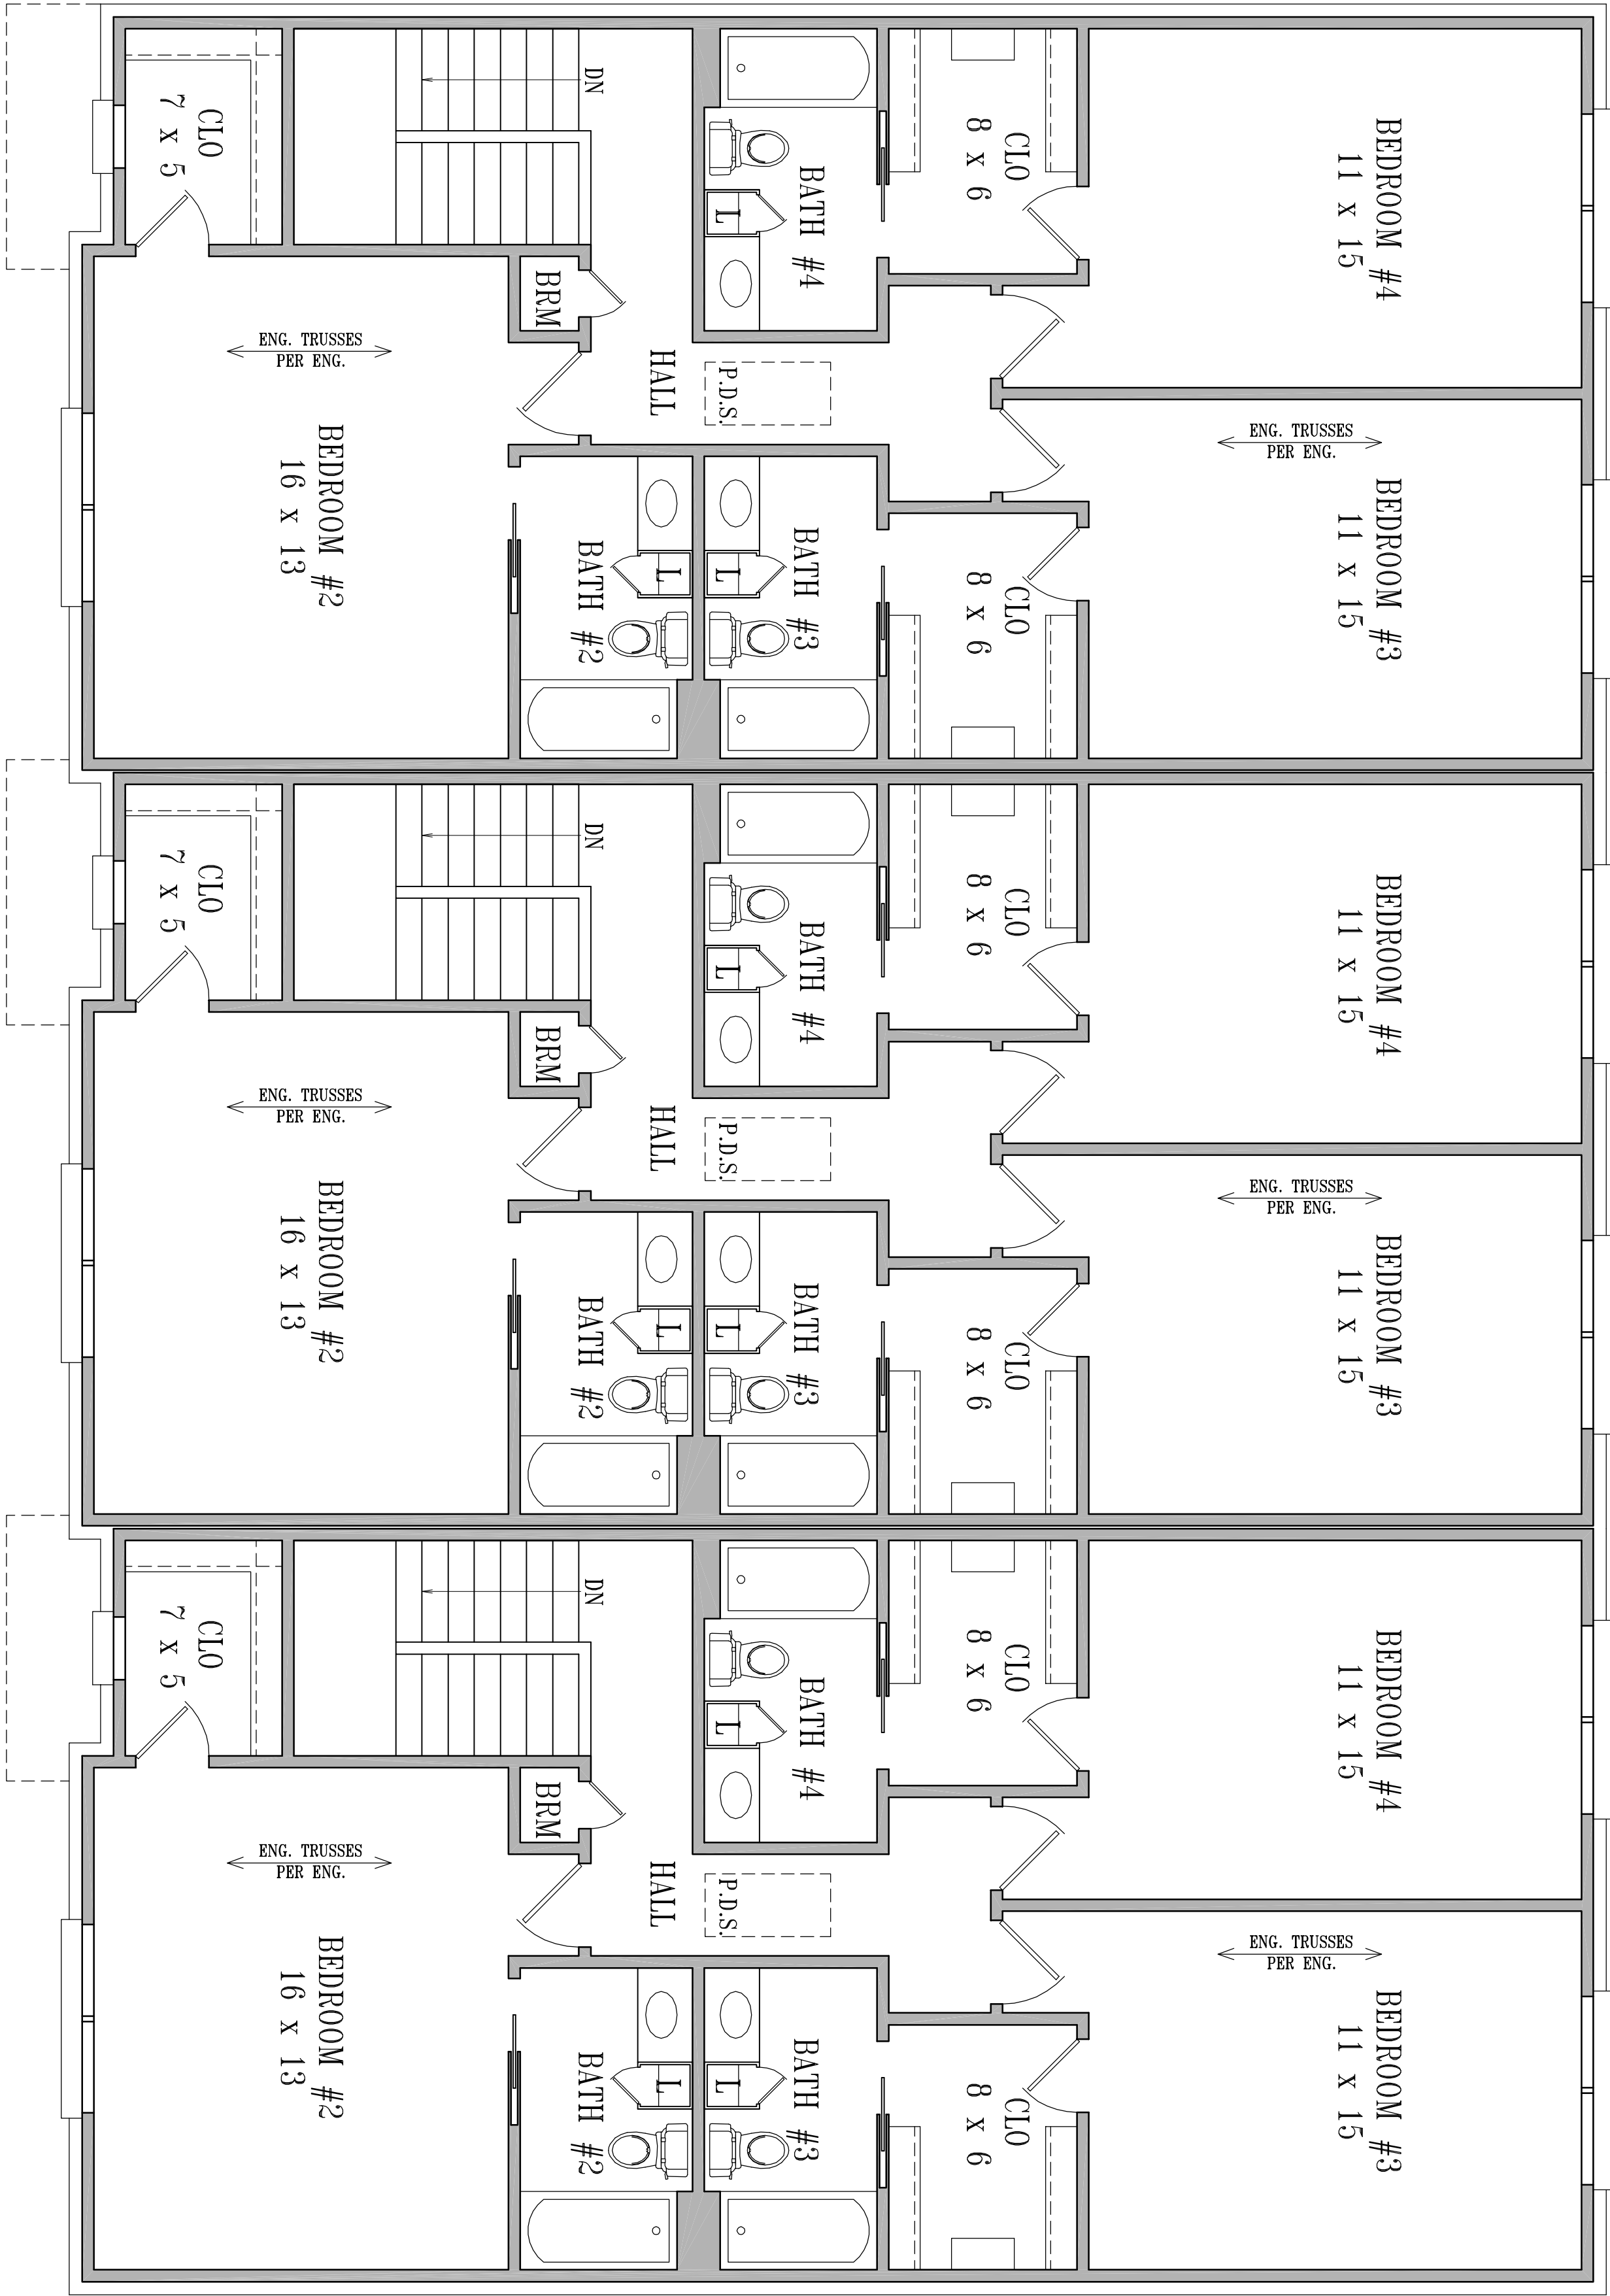 DN
CLO
7 x 5
BATH #4
L
CLO
8 x 6
BEDROOM #4
11 x 15
BRM
ENG. TRUSSES
PER ENG.
HALL
P.D.S.
BEDROOM #2
16 x 13
BATH #2
L
BATH #3
L
CLO
8 x 6
ENG. TRUSSES
PER ENG.
BEDROOM #3
11 x 15
DN
CLO
7 x 5
BATH #4
L
CLO
8 x 6
BEDROOM #4
11 x 15
BRM
ENG. TRUSSES
PER ENG.
HALL
P.D.S.
BEDROOM #2
16 x 13
BATH #2
L
BATH #3
L
CLO
8 x 6
ENG. TRUSSES
PER ENG.
BEDROOM #3
11 x 15
DN
CLO
7 x 5
BATH #4
L
CLO
8 x 6
BEDROOM #4
11 x 15
BRM
ENG. TRUSSES
PER ENG.
HALL
P.D.S.
BEDROOM #2
16 x 13
BATH #2
L
BATH #3
L
CLO
8 x 6
ENG. TRUSSES
PER ENG.
BEDROOM #3
11 x 15